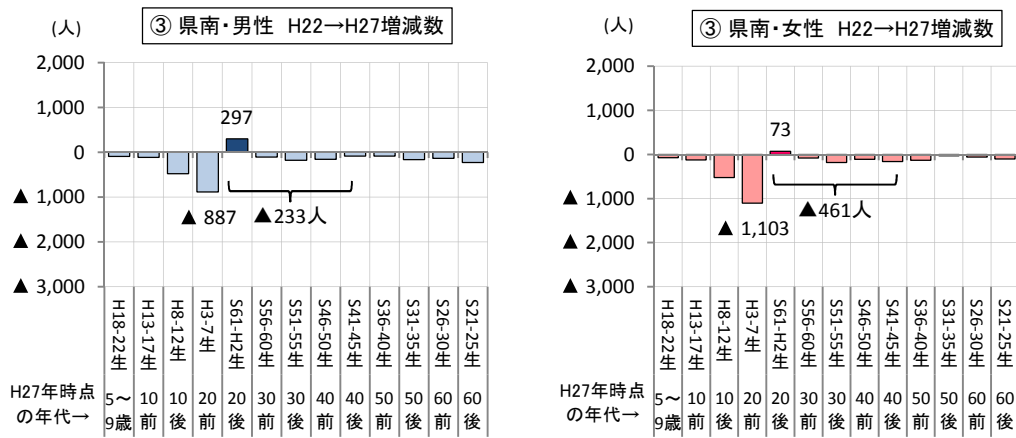 (人)
③ 県南・男性 H22→H27増減数
2,000
1,000
0
▲ 1,000
▲ 2,000
▲ 3,000
297
▲ 887
▲233人
H18-22生
H13-17生
H8-12生
H3-7生
S61-H2生
S56-60生
S51-55生
S46-50生
S41-45生
S36-40生
S31-35生
S26-30生
S21-25生
H27年時点
の年代→
5～
9歳
10
前
10
後
20
前
20
後
30
前
30
後
40
前
40
後
50
前
50
後
60
前
60
後
(人)
③ 県南・女性 H22→H27増減数
2,000
1,000
0
▲ 1,000
▲ 2,000
▲ 3,000
73
▲ 1,103
▲461人
H18-22生
H13-17生
H8-12生
H3-7生
S61-H2生
S56-60生
S51-55生
S46-50生
S41-45生
S36-40生
S31-35生
S26-30生
S21-25生
H27年時点
の年代→
5～
9歳
10
前
10
後
20
前
20
後
30
前
30
後
40
前
40
後
50
前
50
後
60
前
60
後